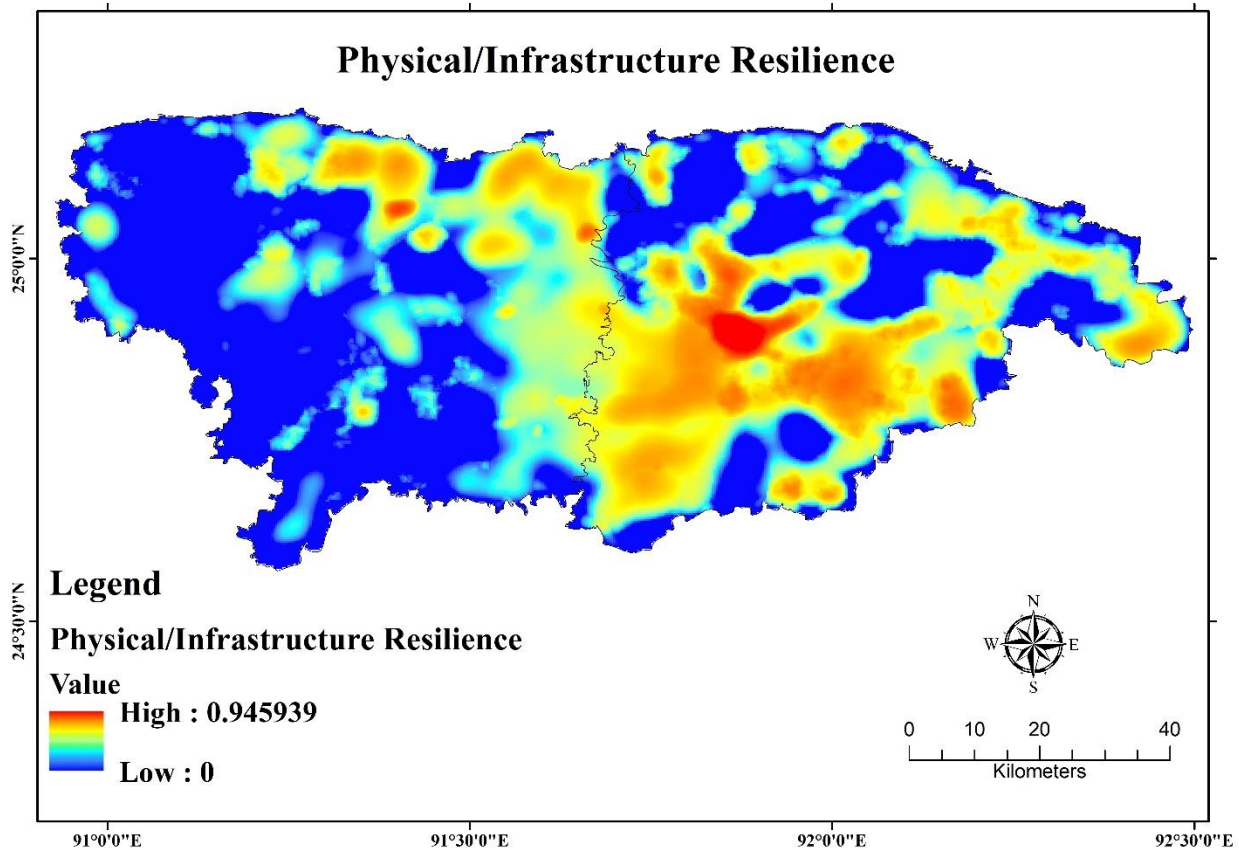 Physical/Infrastructure Resilience
25°0'0"N
24°30'0"N
Legend
Physical/Infrastructure Resilience
Value
High : 0.945939
Low : 0
N
W
E
S
0 10 20 40
Kilometers
91°0'0"E 91°30'0"E 92°0'0"E 92°30'0"E